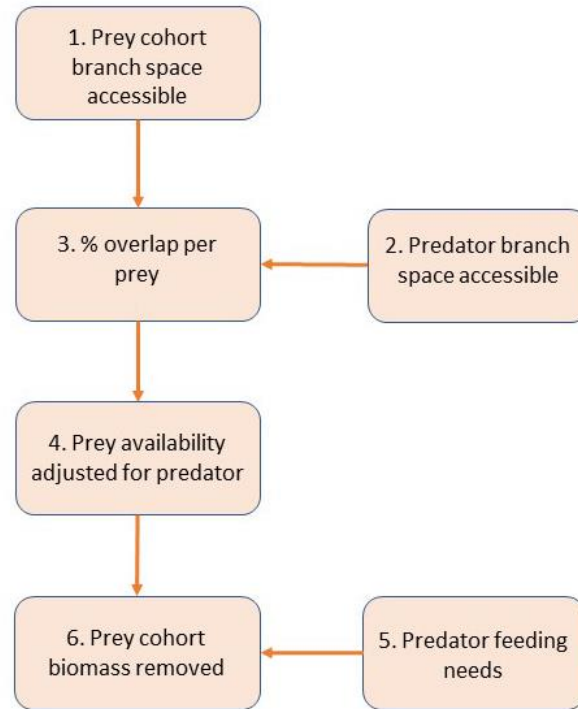 1. Prey cohort
branch space
accessible
3. % overlap per
prey
2. Predator branch
space accessible
4. Prey availability
adjusted for predator
6. Prey cohort
biomass removed
5. Predator feeding
needs